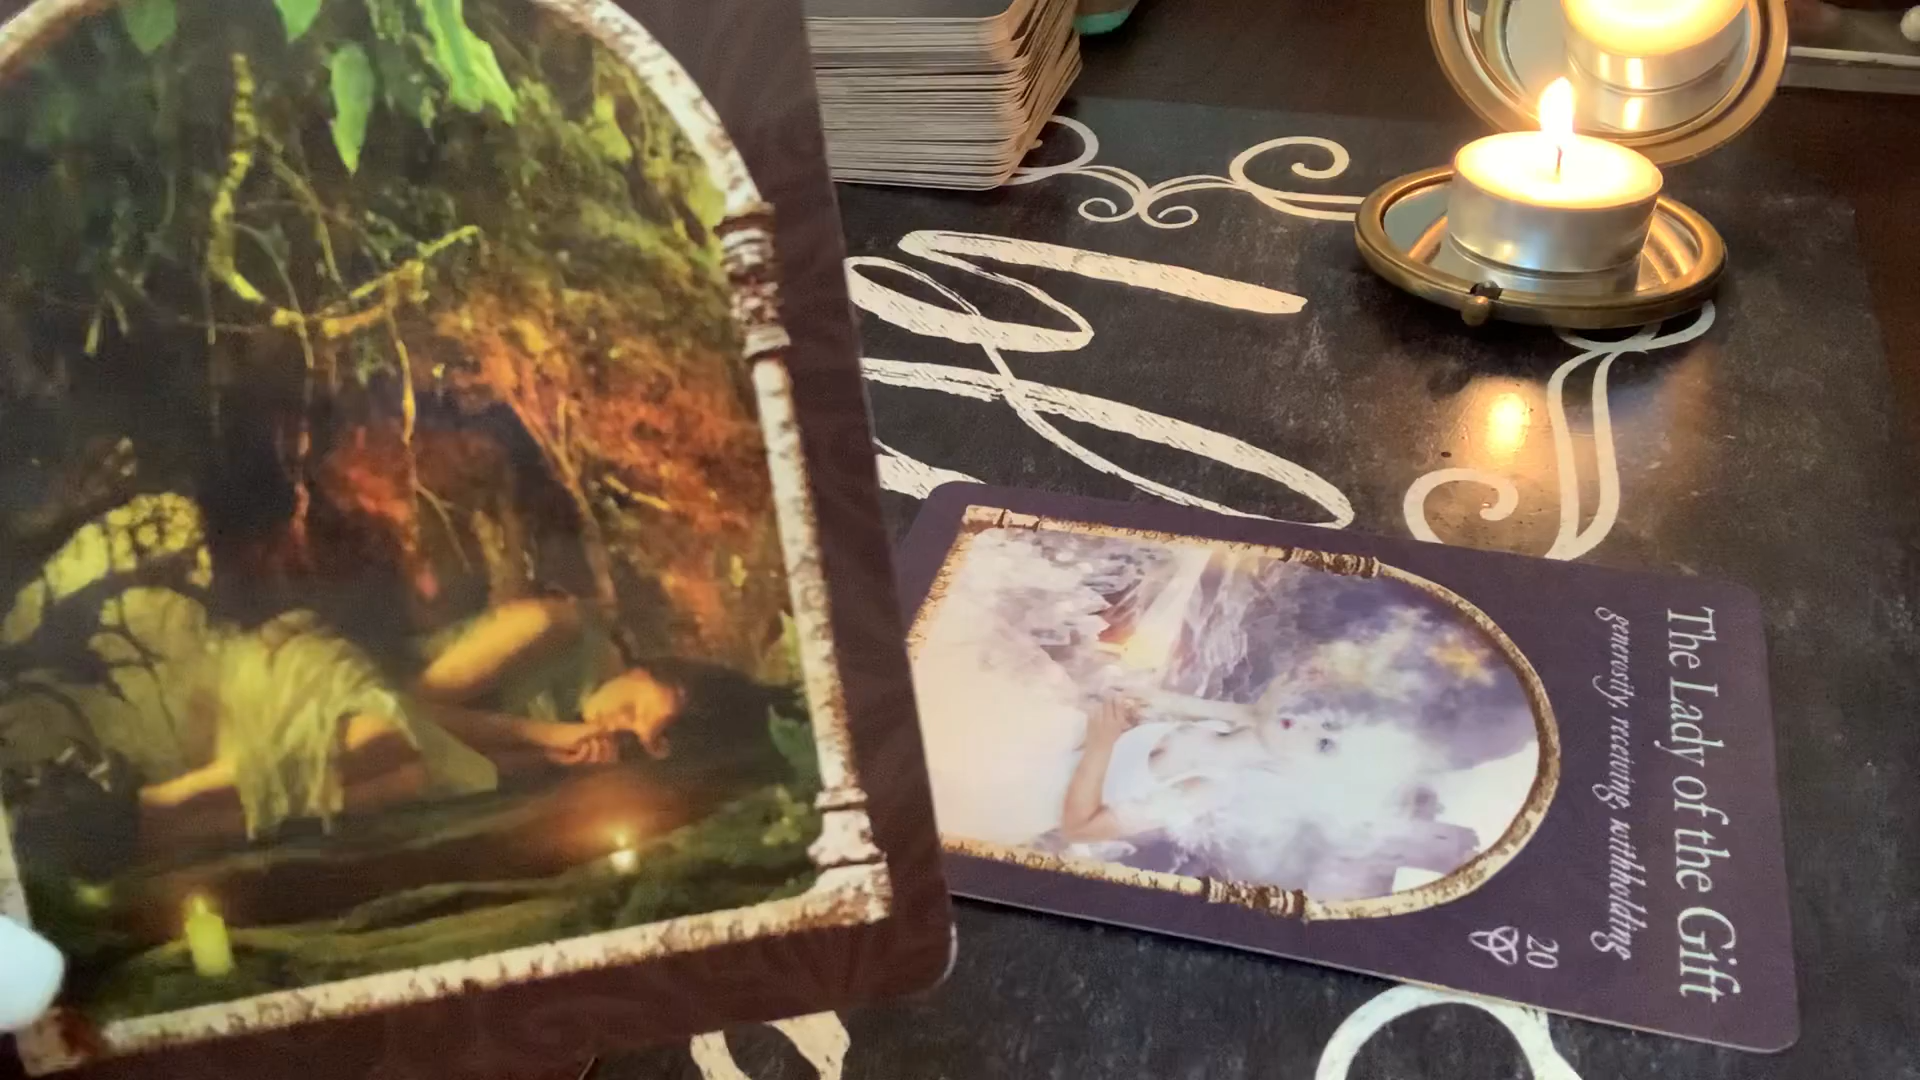 The Lady of the Gift
generosity, receiving, withholding
20